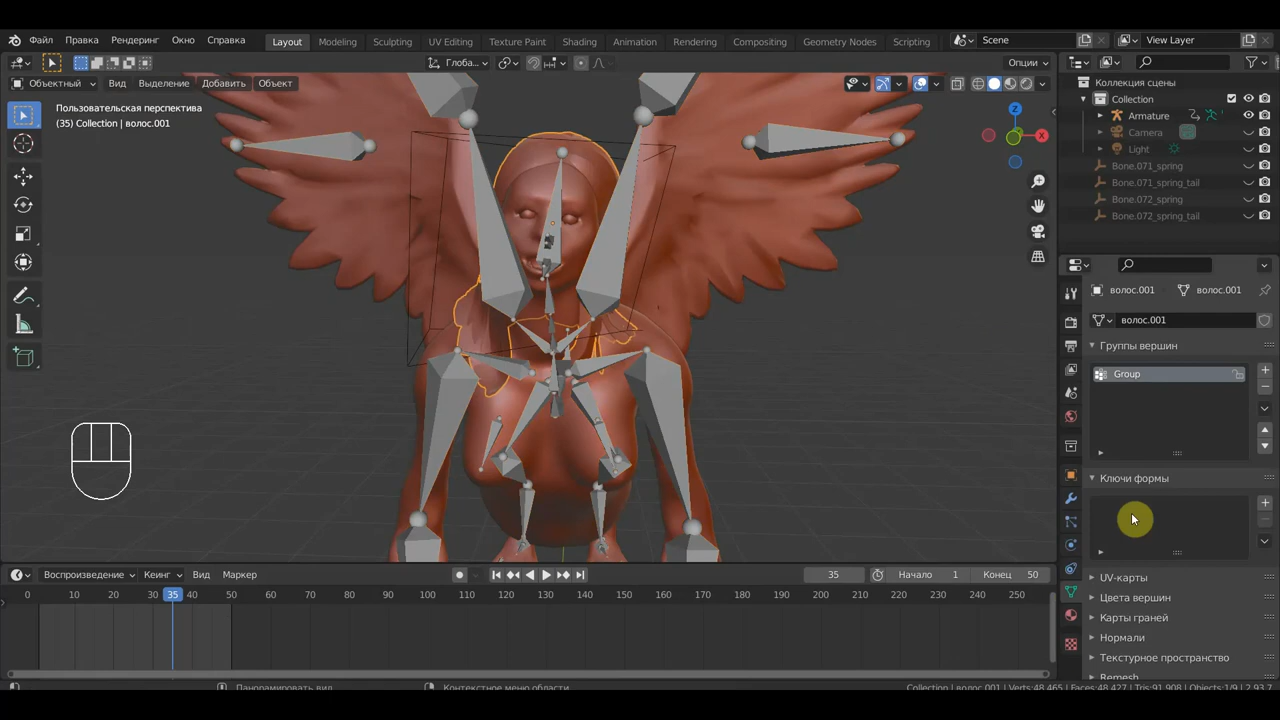 Файл Правка Рендеринг Окно Справка Layout Modeling Sculpting UV Editing Texture Paint Shading Animation Rendering Compositing Geometry Nodes Scripting Scene View Layer
Глоба... Опции
Объектный Вид Выделение Добавить Объект
Пользовательская перспектива
(35) Collection | волос.001
Z
X
Коллекция сцены
Collection
Armature
Camera
Light
Bone.071_spring
Bone.071_spring_tail
Bone.072_spring
Bone.072_spring_tail
волос.001 волос.001
волос.001
Группы вершин
Group
Ключи формы
UV-карты
Цвета вершин
Карты граней
Нормали
Текстурное пространство
Remesh
Воспроизведение Кеинг Вид Маркер 35 Начало 1 Конец 50
0 10 20 30 35 40 50 60 70 80 90 100 110 120 130 140 150 160 170 180 190 200 210 220 230 240 250
Панорамировать вид Контекстное меню области Collection | волос.001 | Verts:48,465 | Faces:48,427 | Tris:91,908 | Objects:1/9 | 2.93.7